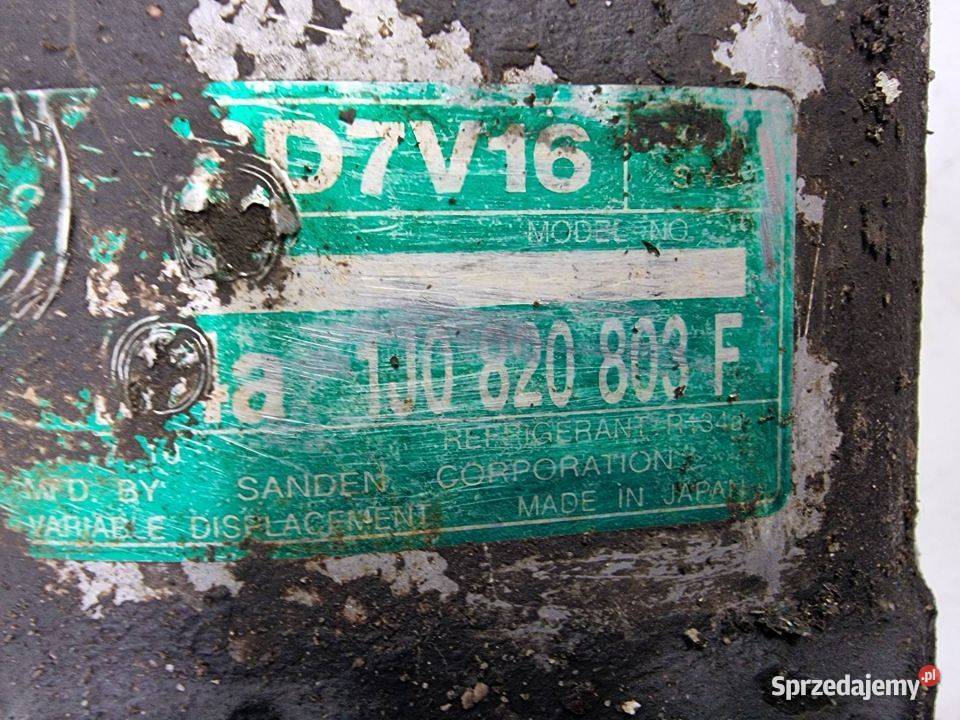 D7V16
MODEL NO
4a 1J0 820 803 F
REFRIGERANT R134a
MFD. BY SANDEN CORPORATION
VARIABLE DISPLACEMENT MADE IN JAPAN
Sprzedajemy.pl